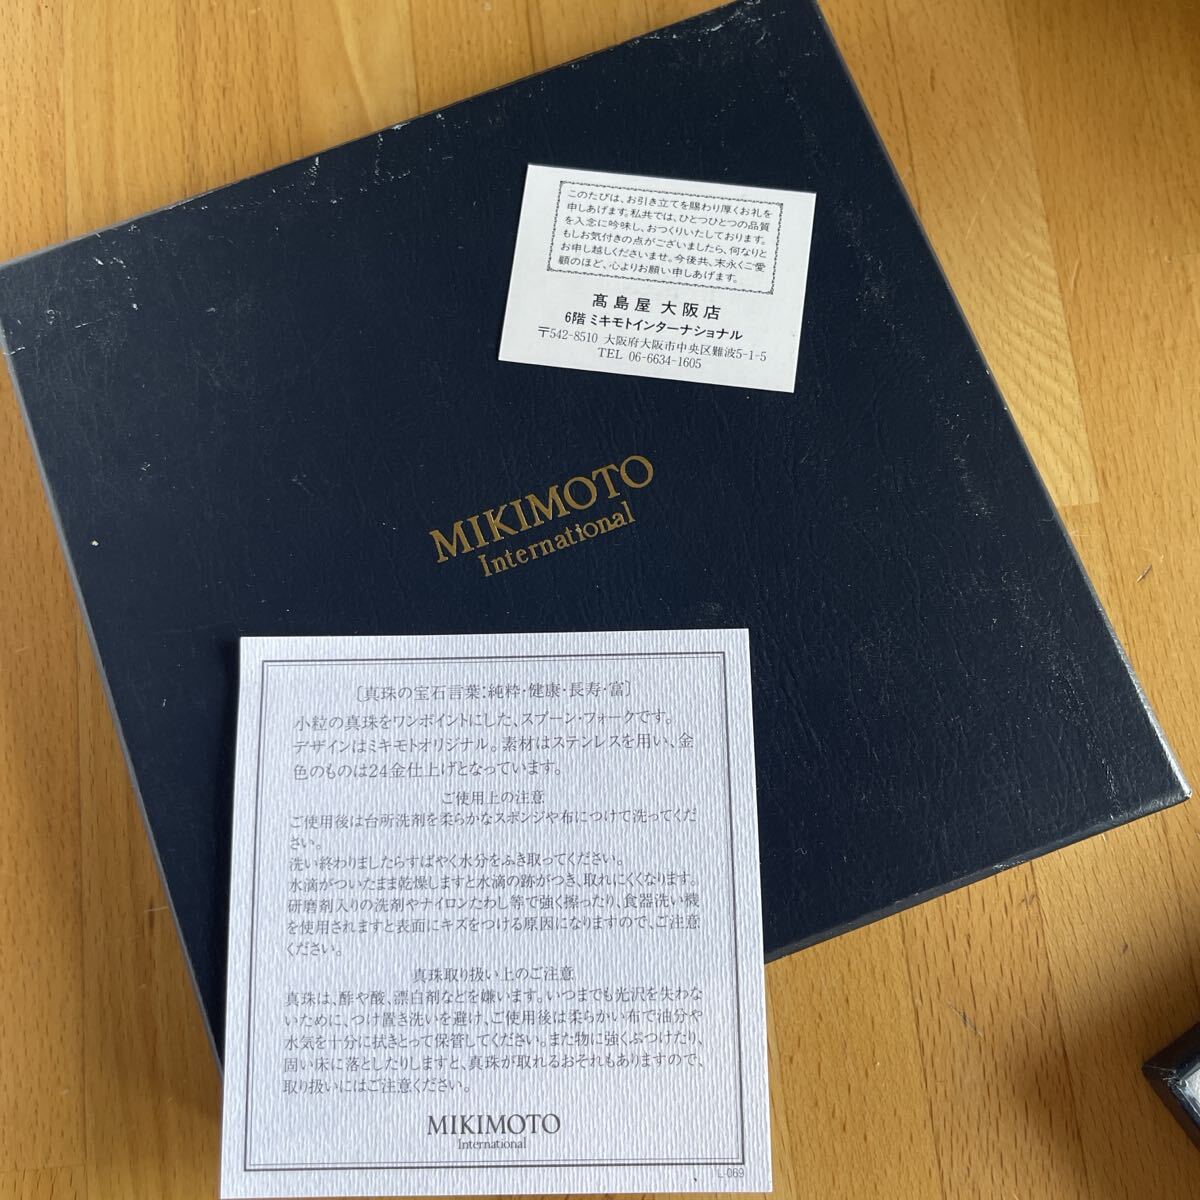 このたびは、お引き立てを賜わり厚くお礼を
申しあげます。私共では、ひとつひとつの品質
を入念に吟味し、おつくりいたしております。
もしお気付きの点がございましたら、何なりと
お申し越しくださいませ。今後共、末永くご愛
顧のほど、心よりお願い申しあげます。
髙島屋 大阪店
6階 ミキモトインターナショナル
〒542-8510 大阪府大阪市中央区難波5-1-5
TEL 06-6634-1605
MIKIMOTO
International
〔真珠の宝石言葉:純粋・健康・長寿・富〕
小粒の真珠をワンポイントにした、スプーン・フォークです。
デザインはミキモトオリジナル。素材はステンレスを用い、金
色のものは24金仕上げとなっています。
ご使用上の注意
ご使用後は台所洗剤を柔らかなスポンジや布につけて洗ってくだ
さい。
洗い終わりましたらすばやく水分をふき取ってください。
水滴がついたまま乾燥しますと水滴の跡がつき、取れにくくなります。
研磨剤入りの洗剤やナイロンたわし等で強く擦ったり、食器洗い機
を使用されますと表面にキズをつける原因になりますので、ご注意
ください。
真珠取り扱い上のご注意
真珠は、酢や酸、漂白剤などを嫌います。いつまでも光沢を失わな
いために、つけ置き洗いを避け、ご使用後は柔らかい布で油分や
水気を十分に拭きとって保管してください。また物に強くぶつけたり、
固い床に落としたりしますと、真珠が取れるおそれもありますので、
取り扱いにはご注意ください。
MIKIMOTO
International
L-069